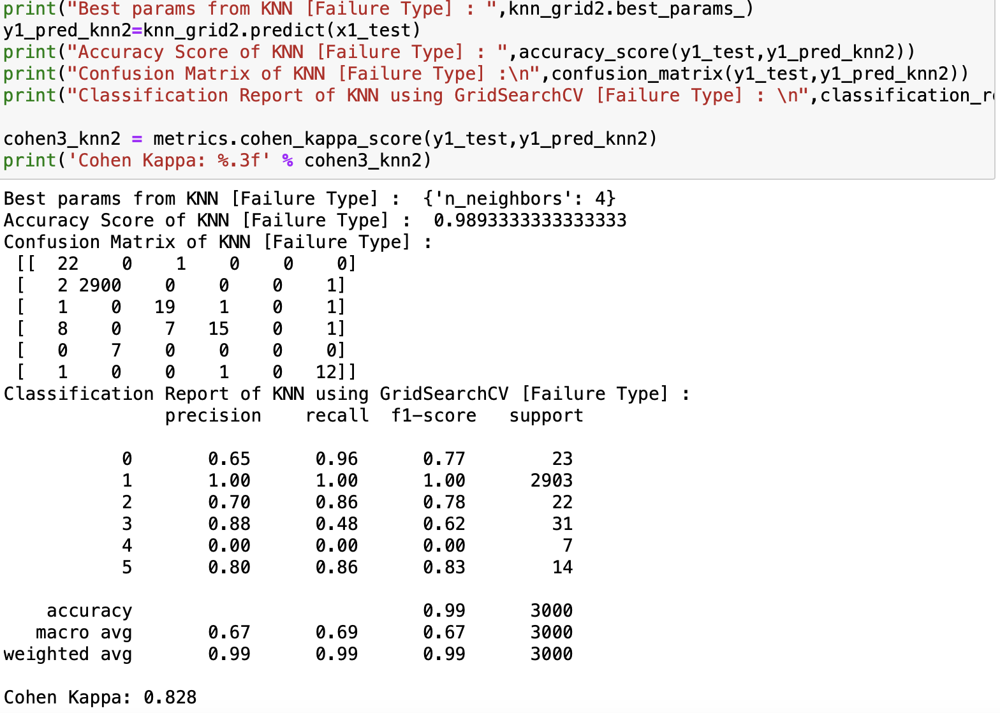 print("Best params from KNN [Failure Type] : ",knn_grid2.best_params_)
y1_pred_knn2=knn_grid2.predict(x1_test)
print("Accuracy Score of KNN [Failure Type] : ",accuracy_score(y1_test,y1_pred_knn2))
print("Confusion Matrix of KNN [Failure Type] :\n",confusion_matrix(y1_test,y1_pred_knn2))
print("Classification Report of KNN using GridSearchCV [Failure Type] : \n",classification_r

cohen3_knn2 = metrics.cohen_kappa_score(y1_test,y1_pred_knn2)
print('Cohen Kappa: %.3f' % cohen3_knn2)

Best params from KNN [Failure Type] :  {'n_neighbors': 4}
Accuracy Score of KNN [Failure Type] :  0.9893333333333333
Confusion Matrix of KNN [Failure Type] :
 [[  22    0    1    0    0    0]
 [   2 2900    0    0    0    1]
 [   1    0   19    1    0    1]
 [   8    0    7   15    0    1]
 [   0    7    0    0    0    0]
 [   1    0    0    1    0   12]]
Classification Report of KNN using GridSearchCV [Failure Type] :
               precision    recall  f1-score   support

           0       0.65      0.96      0.77        23
           1       1.00      1.00      1.00      2903
           2       0.70      0.86      0.78        22
           3       0.88      0.48      0.62        31
           4       0.00      0.00      0.00         7
           5       0.80      0.86      0.83        14

    accuracy                           0.99      3000
   macro avg       0.67      0.69      0.67      3000
weighted avg       0.99      0.99      0.99      3000

Cohen Kappa: 0.828